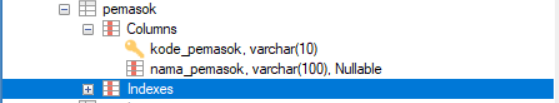 pemasok
Columns
kode_pemasok, varchar(10)
nama_pemasok, varchar(100), Nullable
Indexes